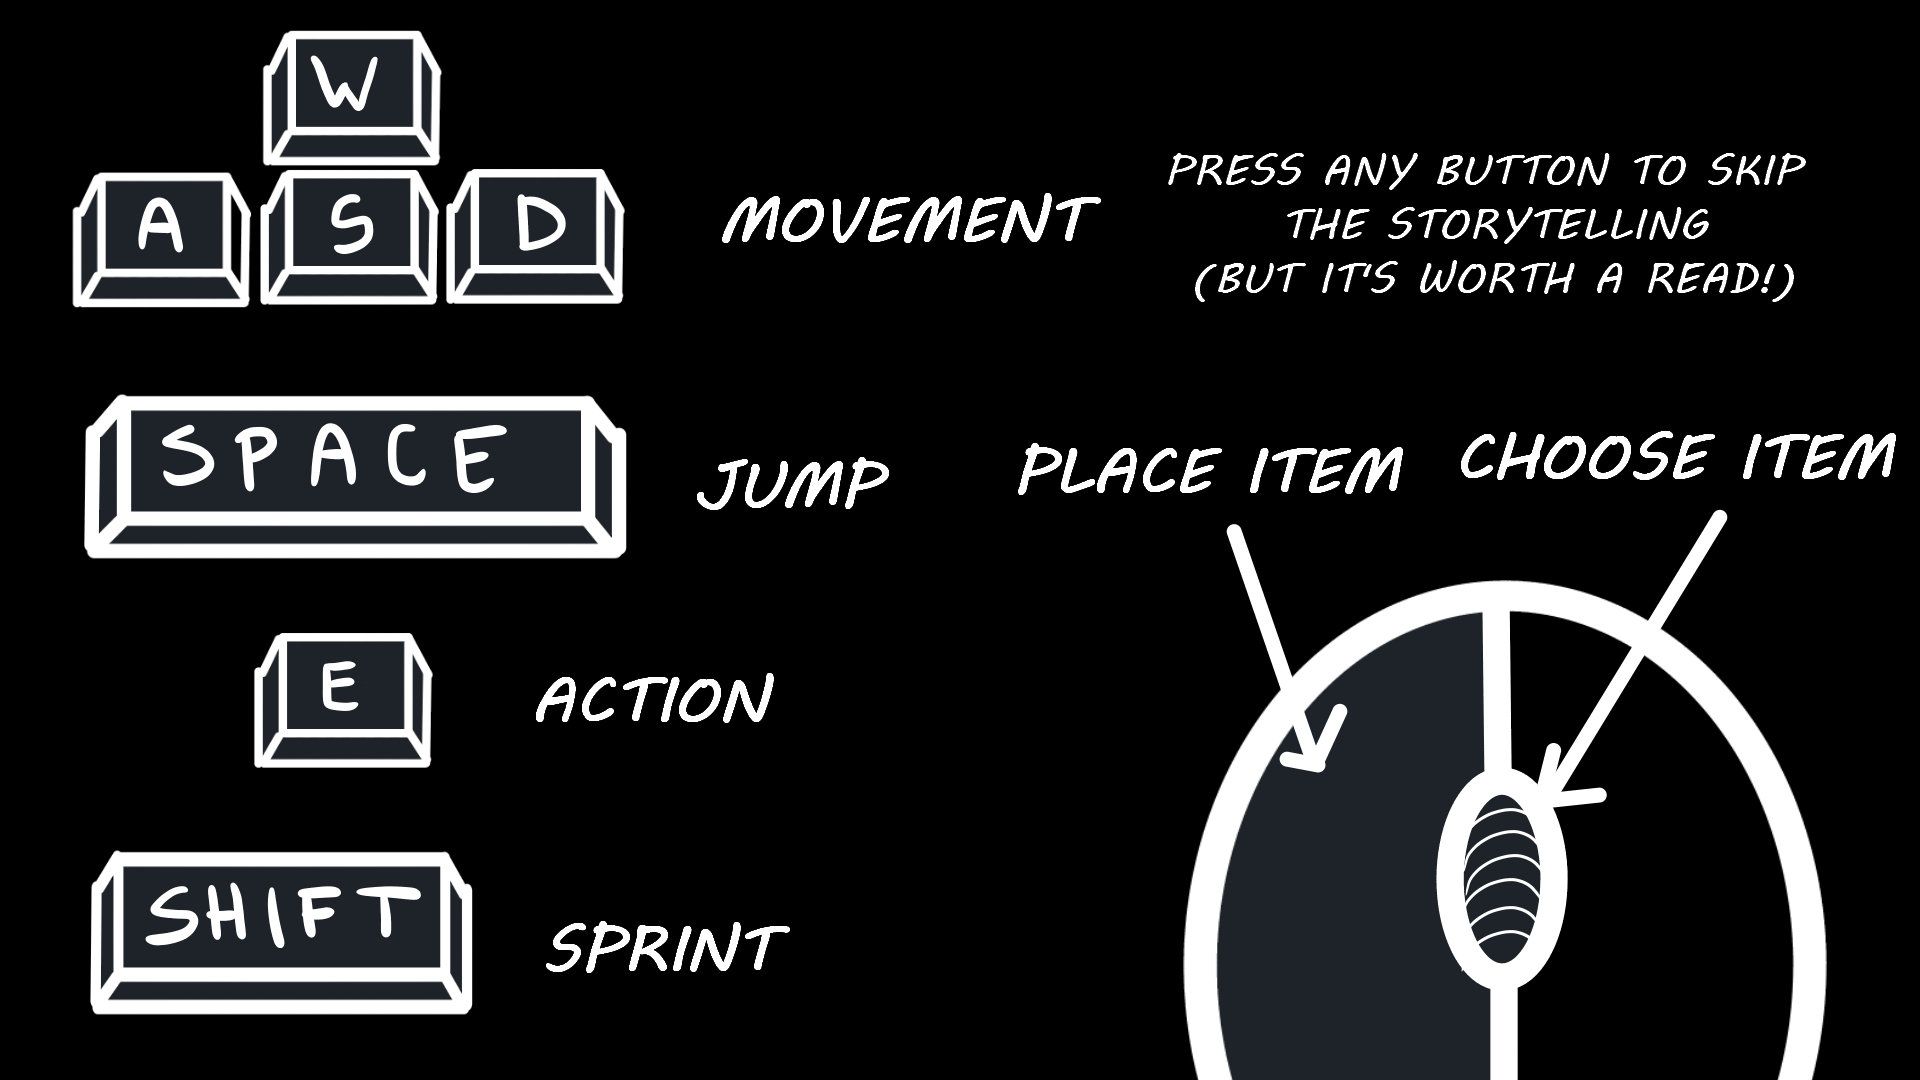 W
A S D
MOVEMENT
PRESS ANY BUTTON TO SKIP
THE STORYTELLING
(BUT IT'S WORTH A READ!)
SPACE
JUMP
PLACE ITEM
CHOOSE ITEM
E
ACTION
SHIFT
SPRINT